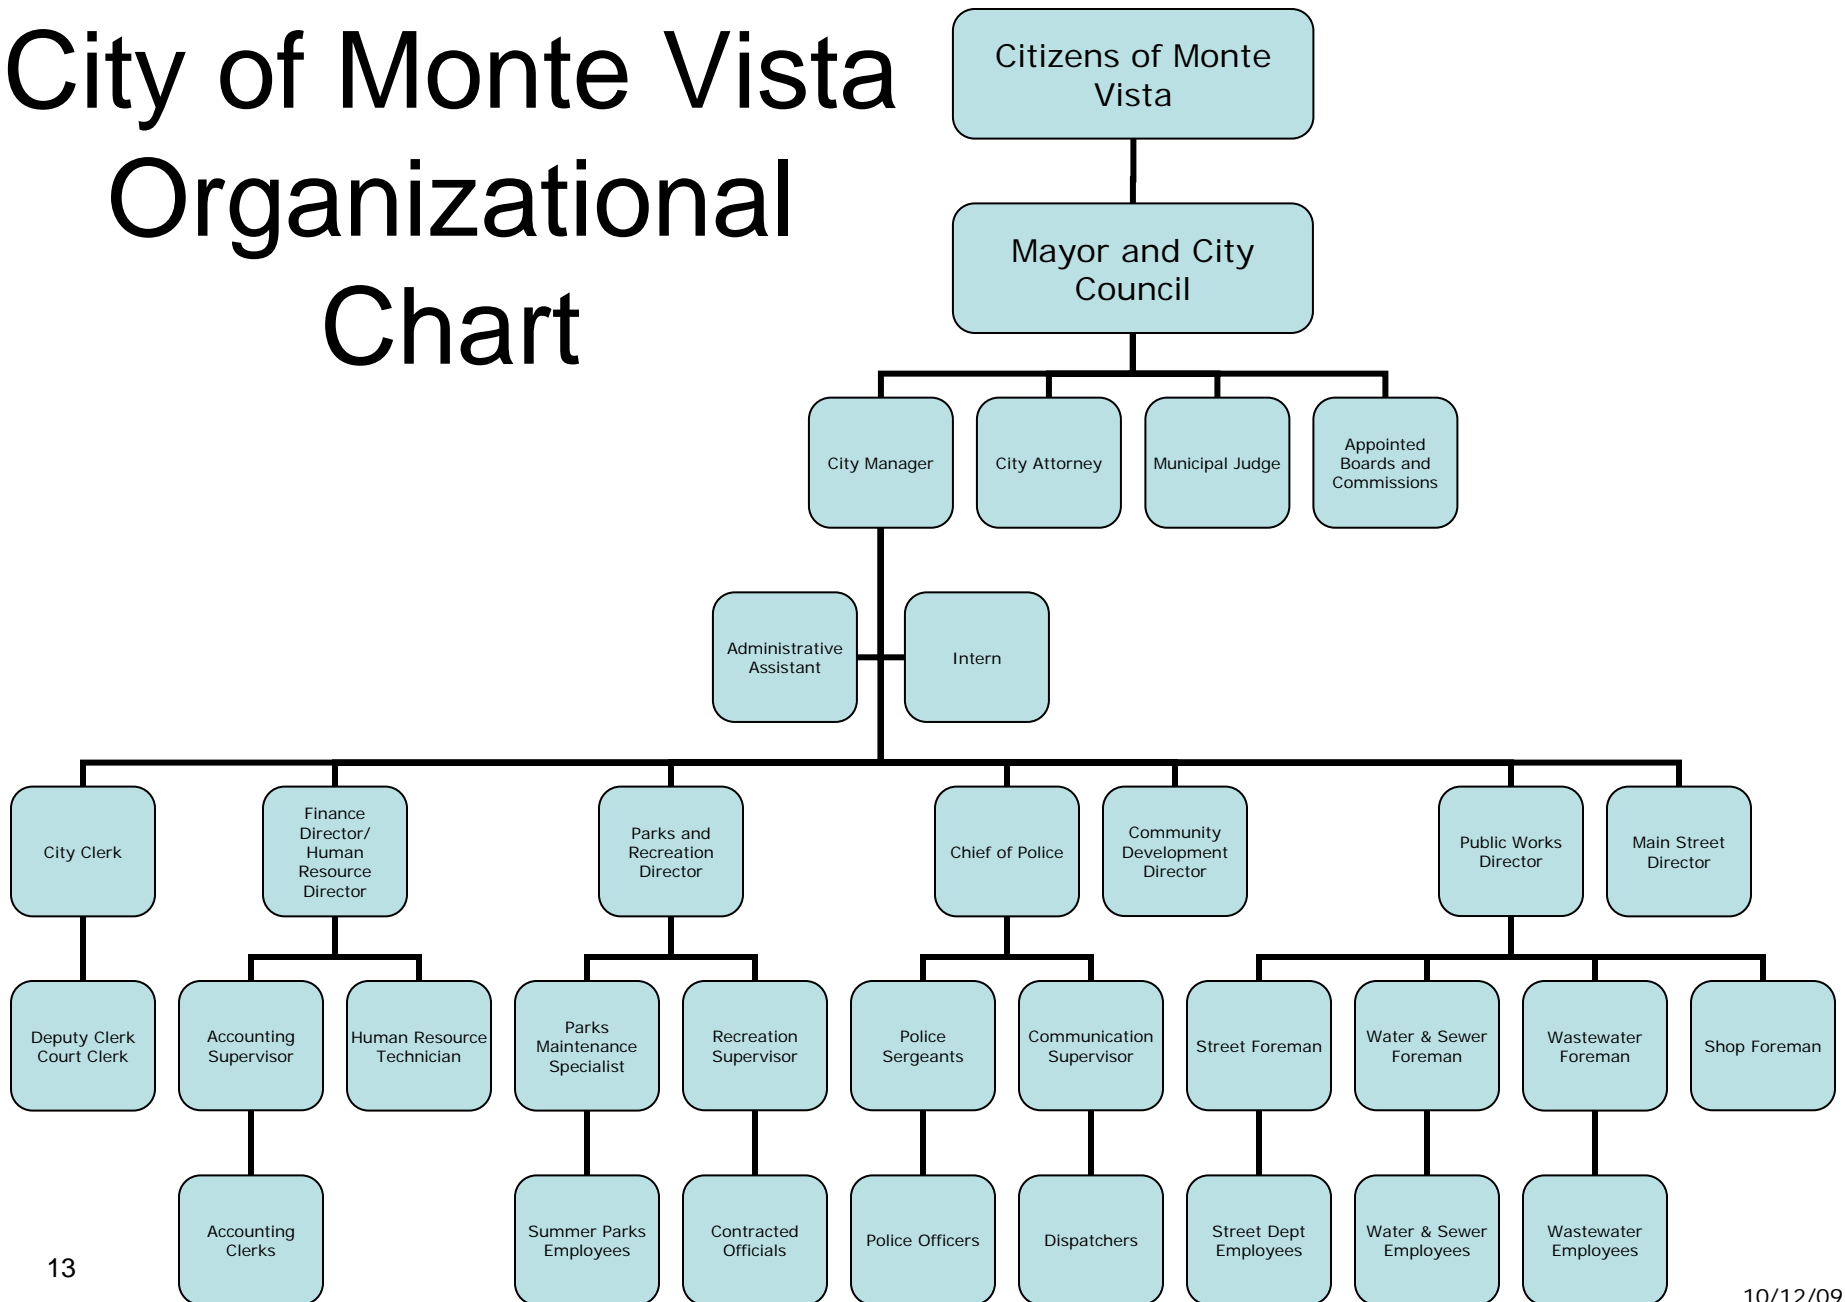 City of Monte Vista
Organizational
Chart
Citizens of Monte
Vista
Mayor and City
Council
City Manager
City Attorney
Municipal Judge
Appointed
Boards and
Commissions
Administrative
Assistant
Intern
City Clerk
Finance
Director/
Human
Resource
Director
Parks and
Recreation
Director
Chief of Police
Community
Development
Director
Public Works
Director
Main Street
Director
Deputy Clerk
Court Clerk
Accounting
Supervisor
Human Resource
Technician
Parks
Maintenance
Specialist
Recreation
Supervisor
Police
Sergeants
Communication
Supervisor
Street Foreman
Water & Sewer
Foreman
Wastewater
Foreman
Shop Foreman
Accounting
Clerks
Summer Parks
Employees
Contracted
Officials
Police Officers
Dispatchers
Street Dept
Employees
Water & Sewer
Employees
Wastewater
Employees
13
10/12/09